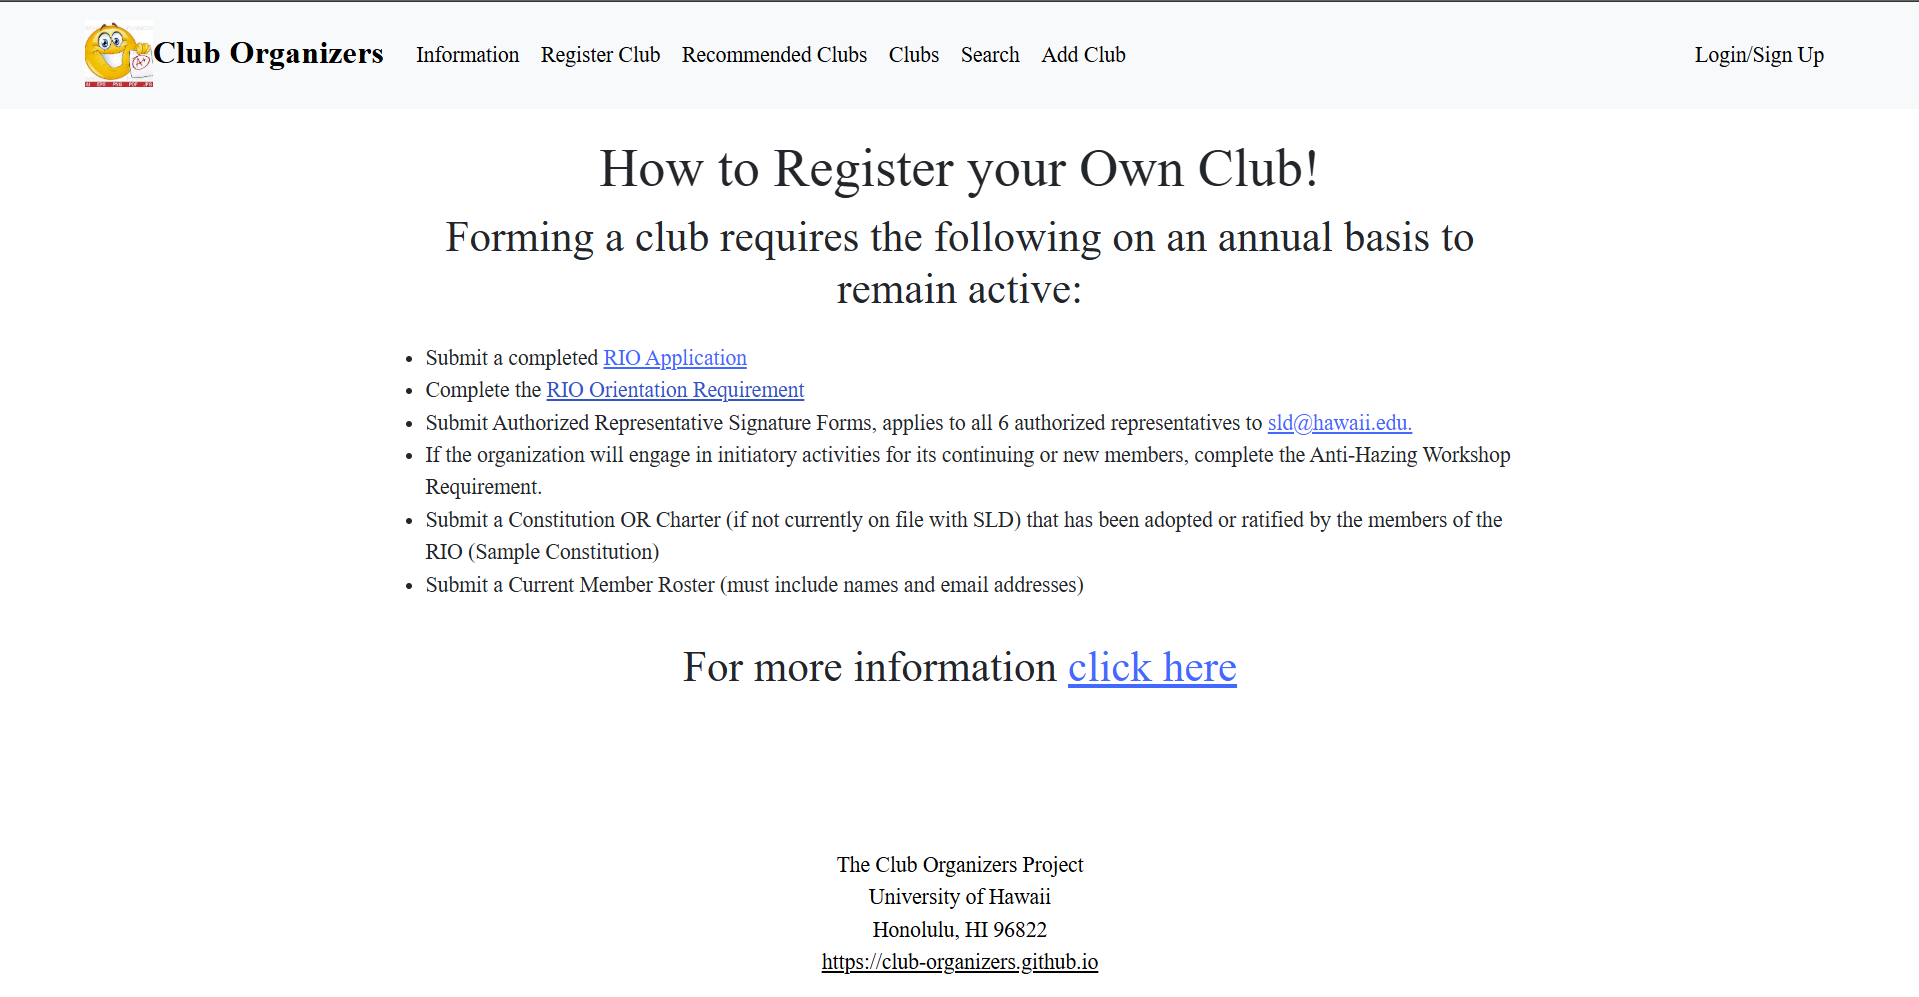 Club Organizers Information Register Club Recommended Clubs Clubs Search Add Club Login/Sign Up
A+
How to Register your Own Club!
Forming a club requires the following on an annual basis to
remain active:
• Submit a completed RIO Application
• Complete the RIO Orientation Requirement
• Submit Authorized Representative Signature Forms, applies to all 6 authorized representatives to sld@hawaii.edu.
• If the organization will engage in initiatory activities for its continuing or new members, complete the Anti-Hazing Workshop
Requirement.
• Submit a Constitution OR Charter (if not currently on file with SLD) that has been adopted or ratified by the members of the
RIO (Sample Constitution)
• Submit a Current Member Roster (must include names and email addresses)
For more information click here
The Club Organizers Project
University of Hawaii
Honolulu, HI 96822
https://club-organizers.github.io